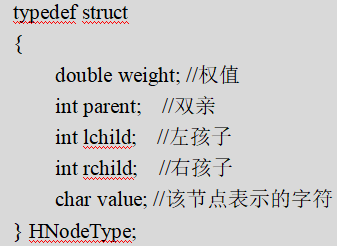 typedef struct
{
double weight; //权值
int parent; //双亲
int lchild; //左孩子
int rchild; //右孩子
char value; //该节点表示的字符
} HNodeType;